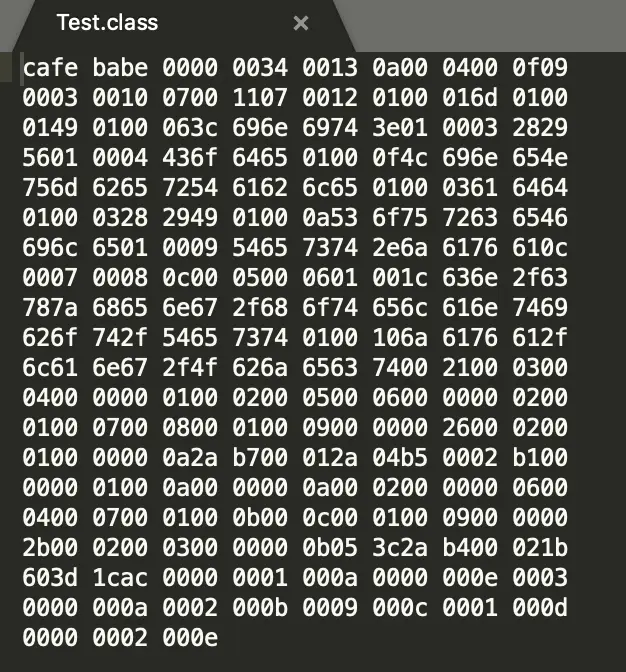 Test.class ×
cafe babe 0000 0034 0013 0a00 0400 0f09
0003 0010 0700 1107 0012 0100 016d 0100
0149 0100 063c 696e 6974 3e01 0003 2829
5601 0004 436f 6465 0100 0f4c 696e 654e
756d 6265 7254 6162 6c65 0100 0361 6464
0100 0328 2949 0100 0a53 6f75 7263 6546
696c 6501 0009 5465 7374 2e6a 6176 610c
0007 0008 0c00 0500 0601 001c 636e 2f63
787a 6865 6e67 2f68 6f74 656c 616e 7469
626f 742f 5465 7374 0100 106a 6176 612f
6c61 6e67 2f4f 626a 6563 7400 2100 0300
0400 0000 0100 0200 0500 0600 0000 0200
0100 0700 0800 0100 0900 0000 2600 0200
0100 0000 0a2a b700 012a 04b5 0002 b100
0000 0100 0a00 0000 0a00 0200 0000 0600
0400 0700 0100 0b00 0c00 0100 0900 0000
2b00 0200 0300 0000 0b05 3c2a b400 021b
603d 1cac 0000 0001 000a 0000 000e 0003
0000 000a 0002 000b 0009 000c 0001 000d
0000 0002 000e